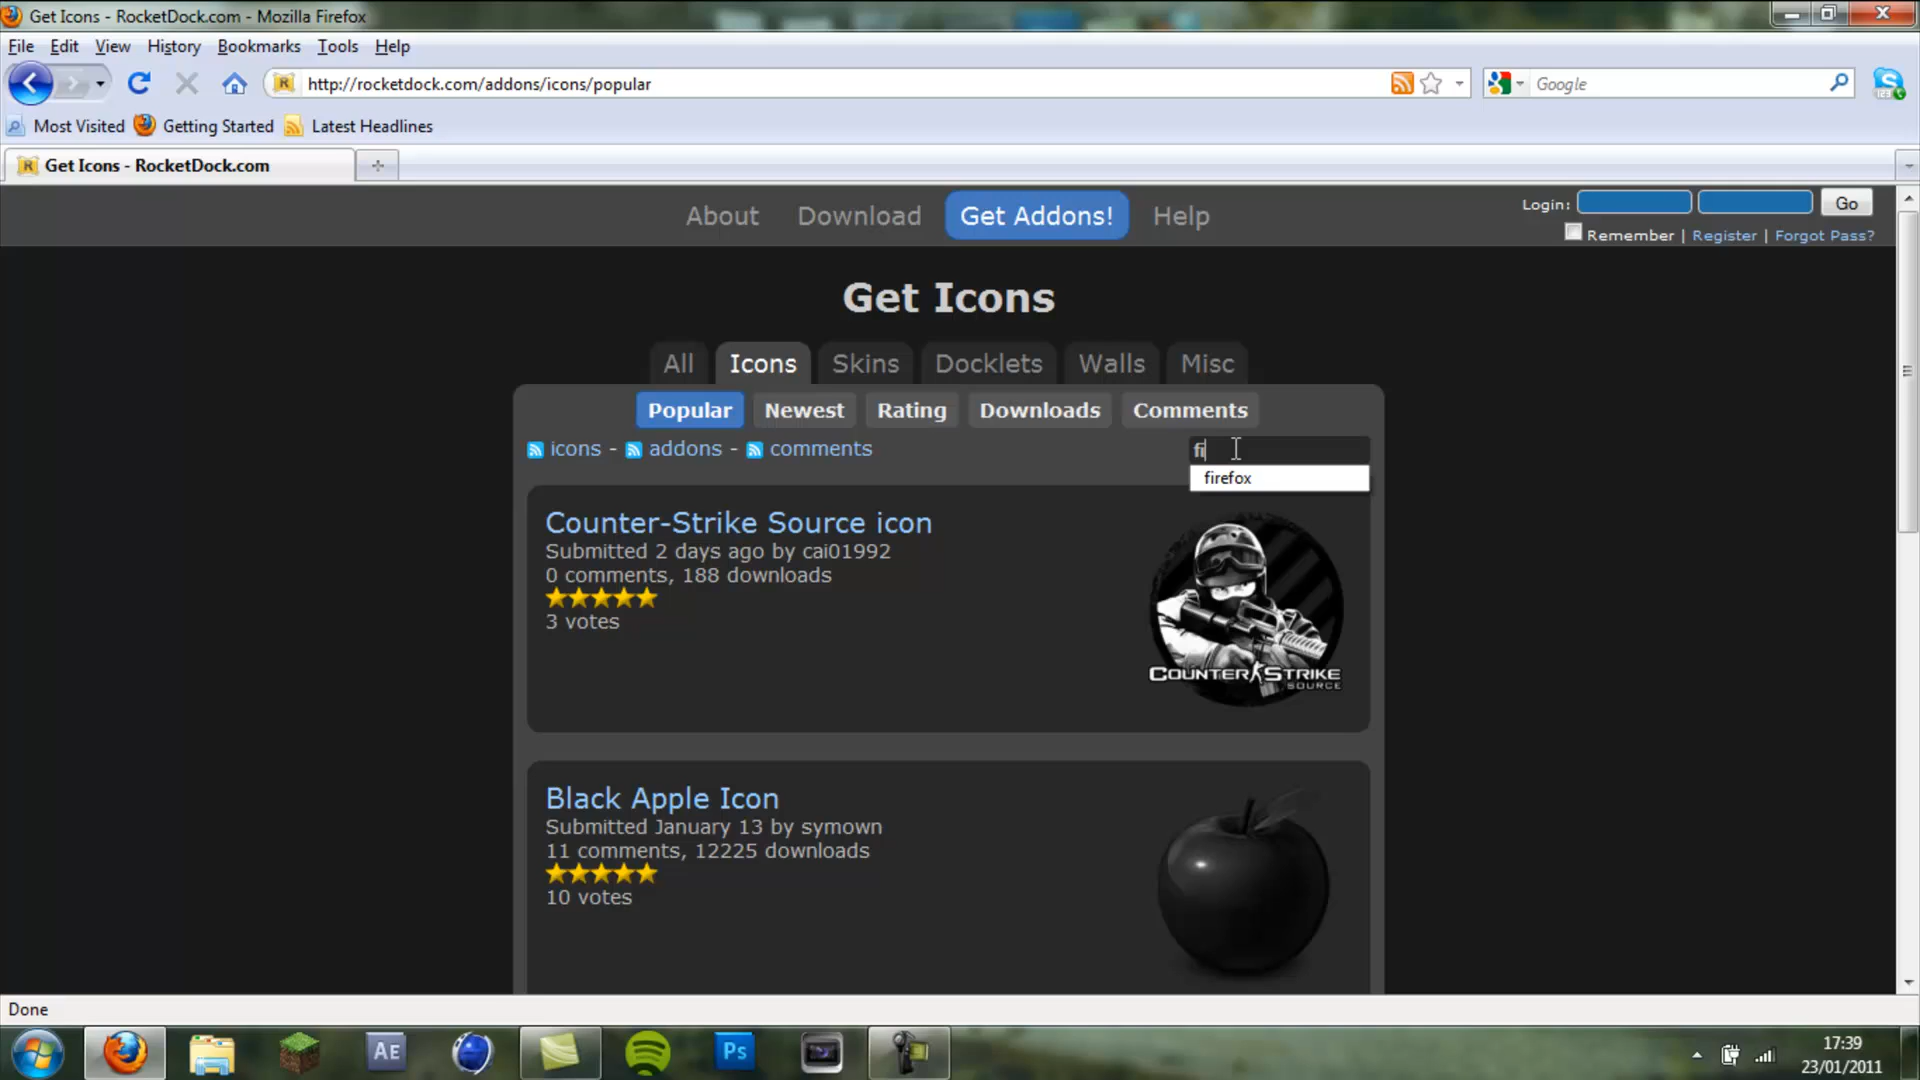 Get Icons - RocketDock.com - Mozilla Firefox
File Edit View History Bookmarks Tools Help
http://rocketdock.com/addons/icons/popular
Google
Most Visited Getting Started Latest Headlines
Get Icons - RocketDock.com
About Download Get Addons! Help
Login: Go
Remember | Register | Forgot Pass?
Get Icons
All Icons Skins Docklets Walls Misc
Popular Newest Rating Downloads Comments
icons - addons - comments
fi
firefox
Counter-Strike Source icon
Submitted 2 days ago by cai01992
0 comments, 188 downloads
3 votes
COUNTER STRIKE
SOURCE
Black Apple Icon
Submitted January 13 by symown
11 comments, 12225 downloads
10 votes
Done
AE
Ps
17:39
23/01/2011